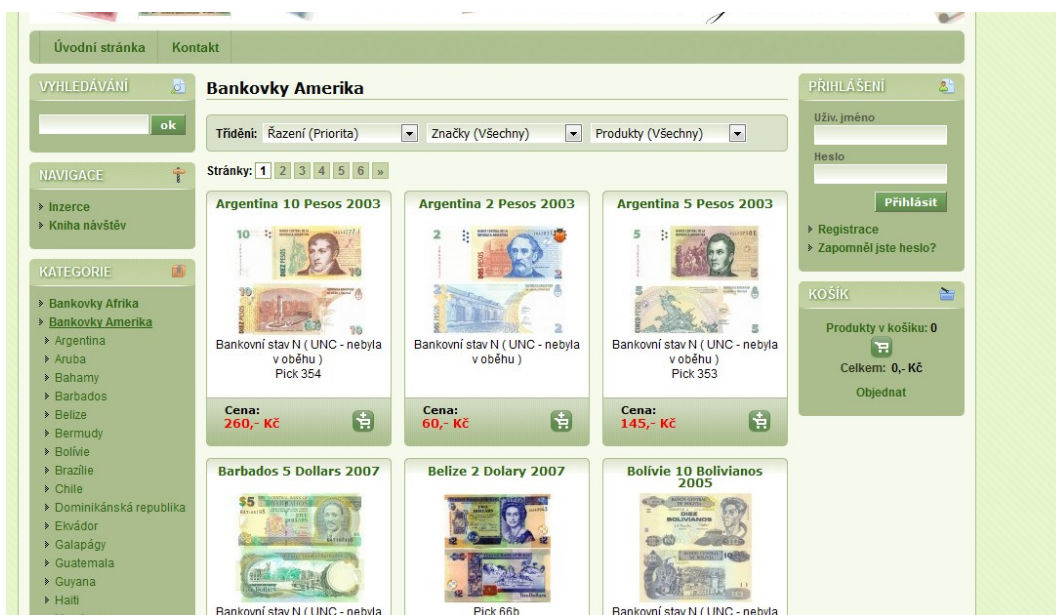 Úvodní stránka
Kontakt
VYHLEDÁVÁNÍ
ok
NAVIGACE
Inzerce
Kniha návštěv
KATEGORIE
Bankovky Afrika
Bankovky Amerika
Argentina
Aruba
Bahamy
Barbados
Belize
Bermudy
Bolívie
Brazílie
Chile
Dominikánská republika
Ekvádor
Galapágy
Guatemala
Guyana
Haiti
Bankovky Amerika
Třídění: Řazení (Priorita) Značky (Všechny) Produkty (Všechny)
Stránky: 1 2 3 4 5 6 »
Argentina 10 Pesos 2003
Bankovní stav N ( UNC - nebyla
v oběhu )
Pick 354
Cena:
260,- Kč
Argentina 2 Pesos 2003
Bankovní stav N ( UNC - nebyla
v oběhu )
Cena:
60,- Kč
Argentina 5 Pesos 2003
Bankovní stav N ( UNC - nebyla
v oběhu )
Pick 353
Cena:
145,- Kč
Barbados 5 Dollars 2007
Bankovní stav N ( UNC - nebyla
Belize 2 Dolary 2007
Pick 66b
Bolívie 10 Bolivianos
2005
Bankovní stav N ( UNC - nebyla
PŘIHLÁŠENÍ
Uživ. jméno
Heslo
Přihlásit
Registrace
Zapomněl jste heslo?
KOŠÍK
Produkty v košiku: 0
Celkem: 0,- Kč
Objednat